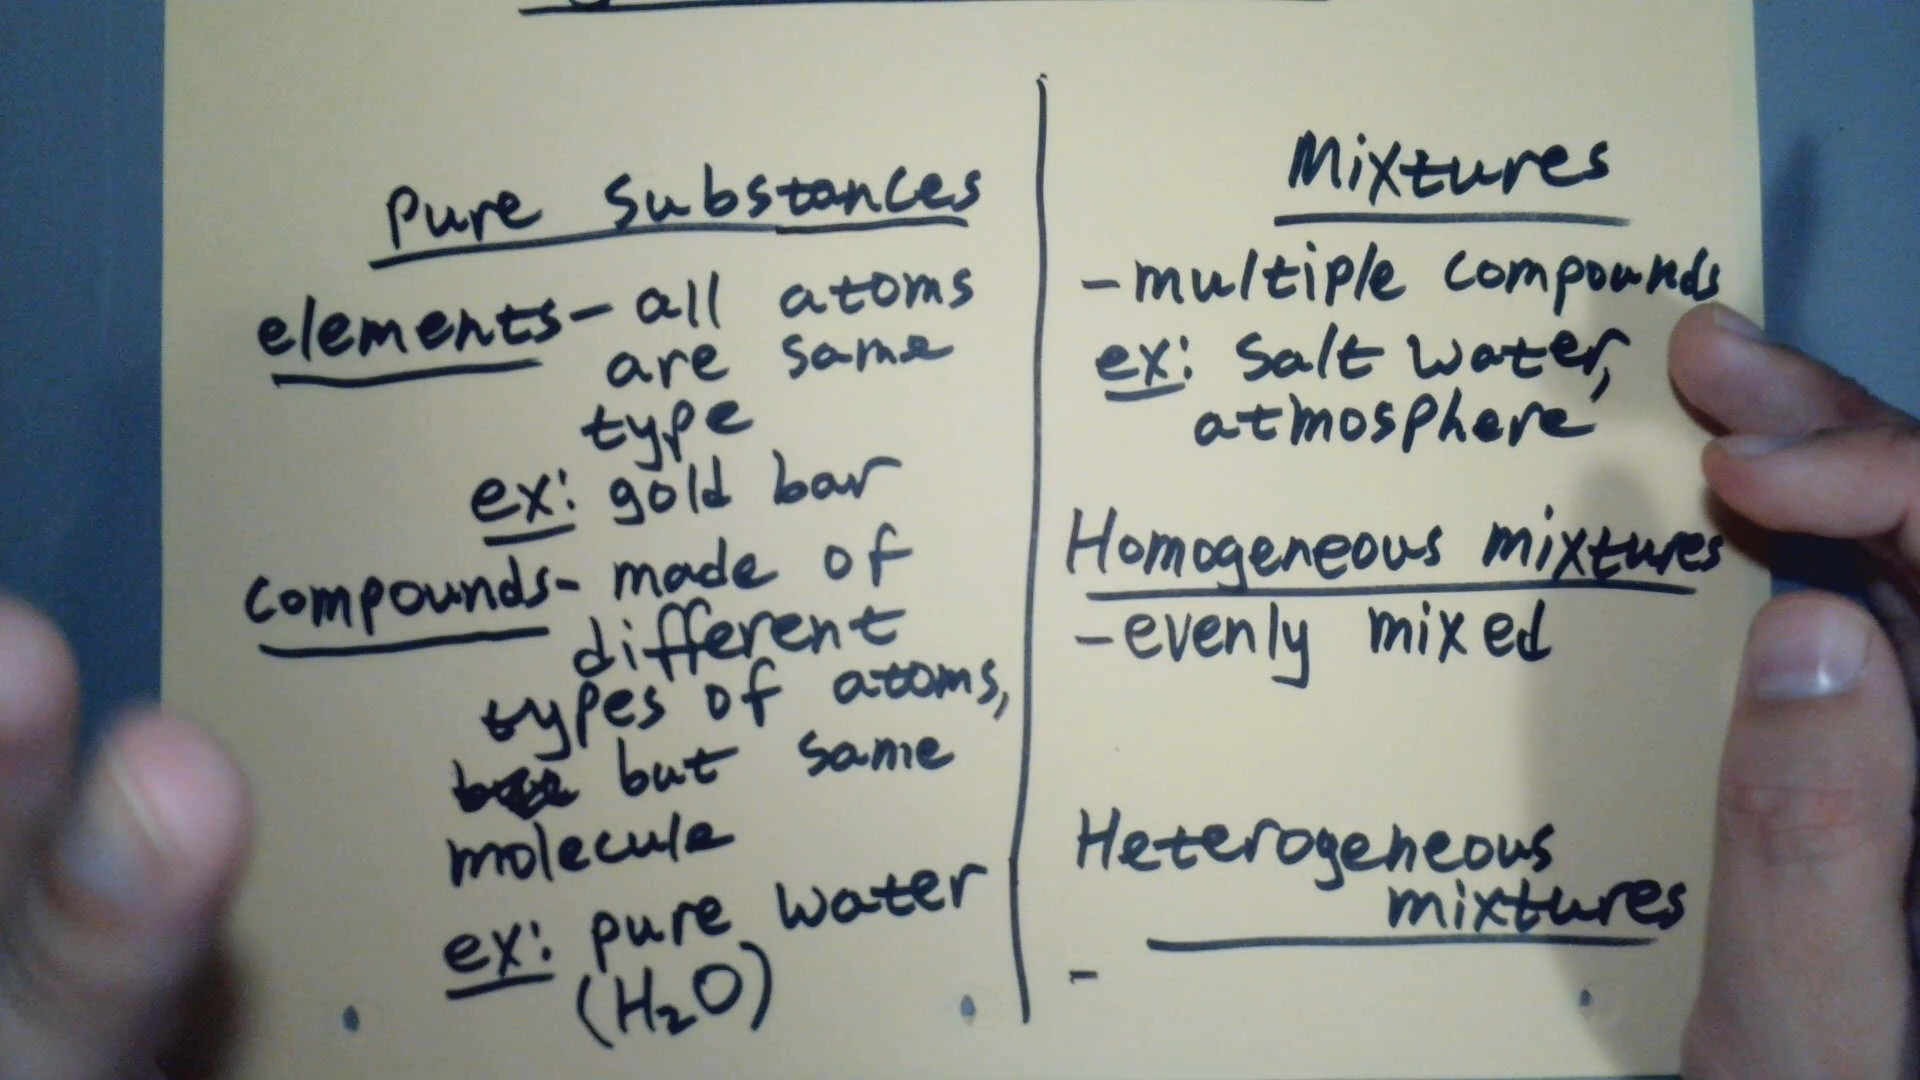 Pure Substances
elements - all atoms
are same
type
ex: gold bar
compounds - made of
different
types of atoms,
but same
molecule
ex: pure water
(H₂O)
Mixtures
- multiple compounds
ex: Salt water,
atmosphere
Homogeneous mixtures
- evenly mixed
Heterogeneous
mixtures
-